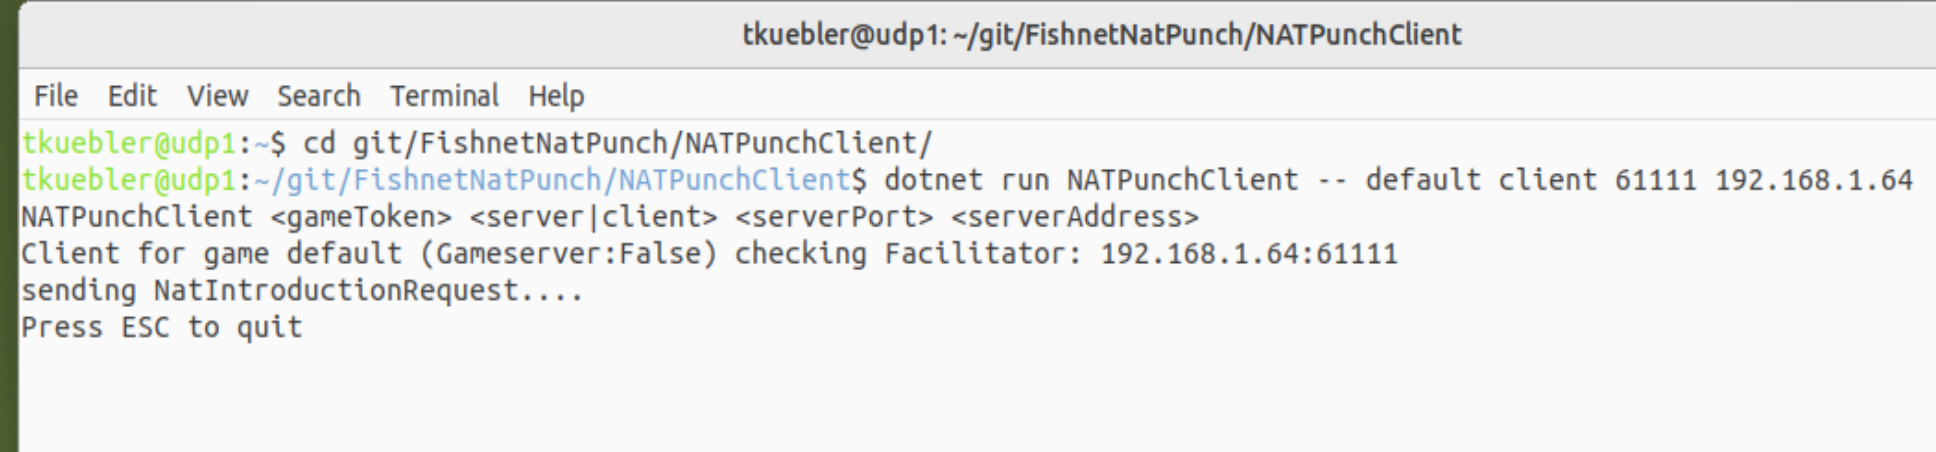 tkuebler@udp1: ~/git/FishnetNatPunch/NATPunchClient
File Edit View Search Terminal Help
tkuebler@udp1:~$ cd git/FishnetNatPunch/NATPunchClient/
tkuebler@udp1:~/git/FishnetNatPunch/NATPunchClient$ dotnet run NATPunchClient -- default client 61111 192.168.1.64
NATPunchClient <gameToken> <server|client> <serverPort> <serverAddress>
Client for game default (Gameserver:False) checking Facilitator: 192.168.1.64:61111
sending NatIntroductionRequest....
Press ESC to quit